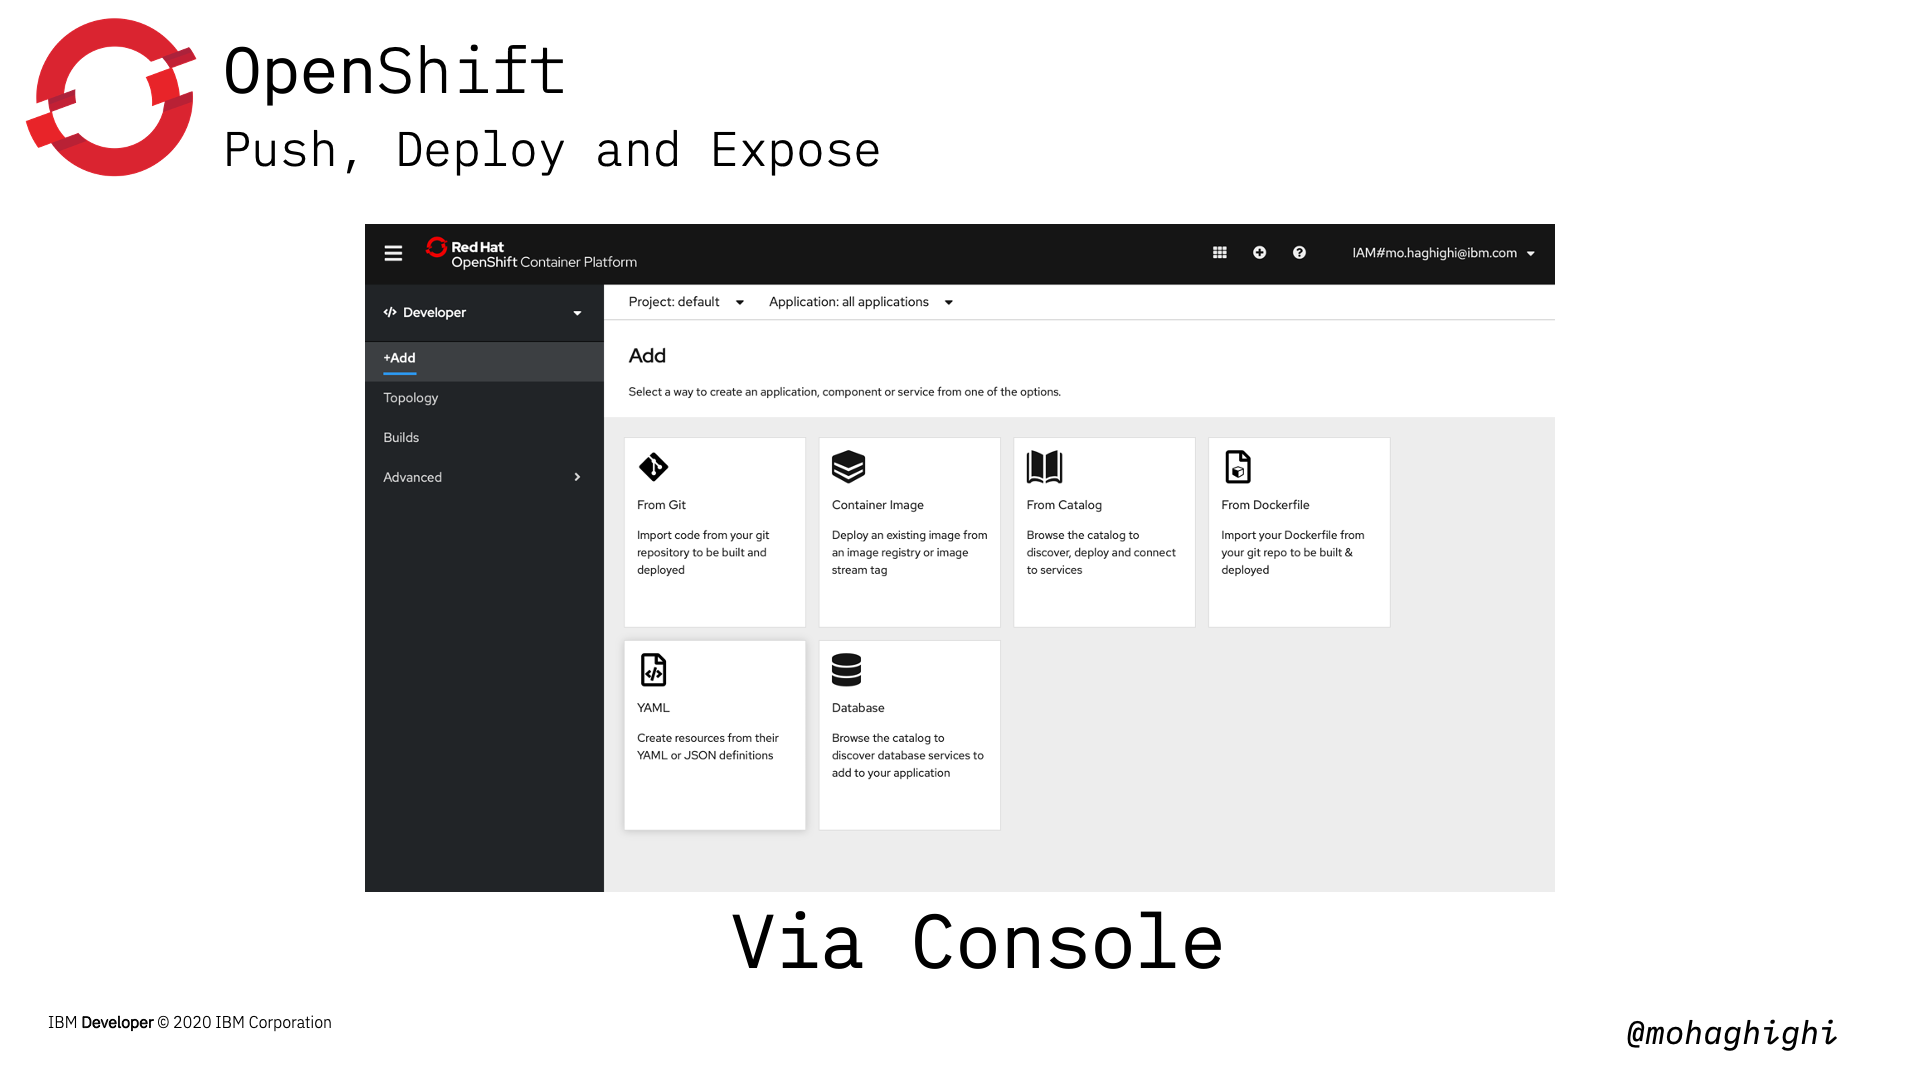 OpenShift
Push, Deploy and Expose
Red Hat
OpenShift Container Platform
IAM#mo.haghighi@ibm.com
Developer
Project: default
Application: all applications
+Add
Topology
Builds
Advanced
Add
Select a way to create an application, component or service from one of the options.
From Git
Import code from your git
repository to be built and
deployed
Container Image
Deploy an existing image from
an image registry or image
stream tag
From Catalog
Browse the catalog to
discover, deploy and connect
to services
From Dockerfile
Import your Dockerfile from
your git repo to be built &
deployed
YAML
Create resources from their
YAML or JSON definitions
Database
Browse the catalog to
discover database services to
add to your application
Via Console
IBM Developer © 2020 IBM Corporation
@mohaghighi